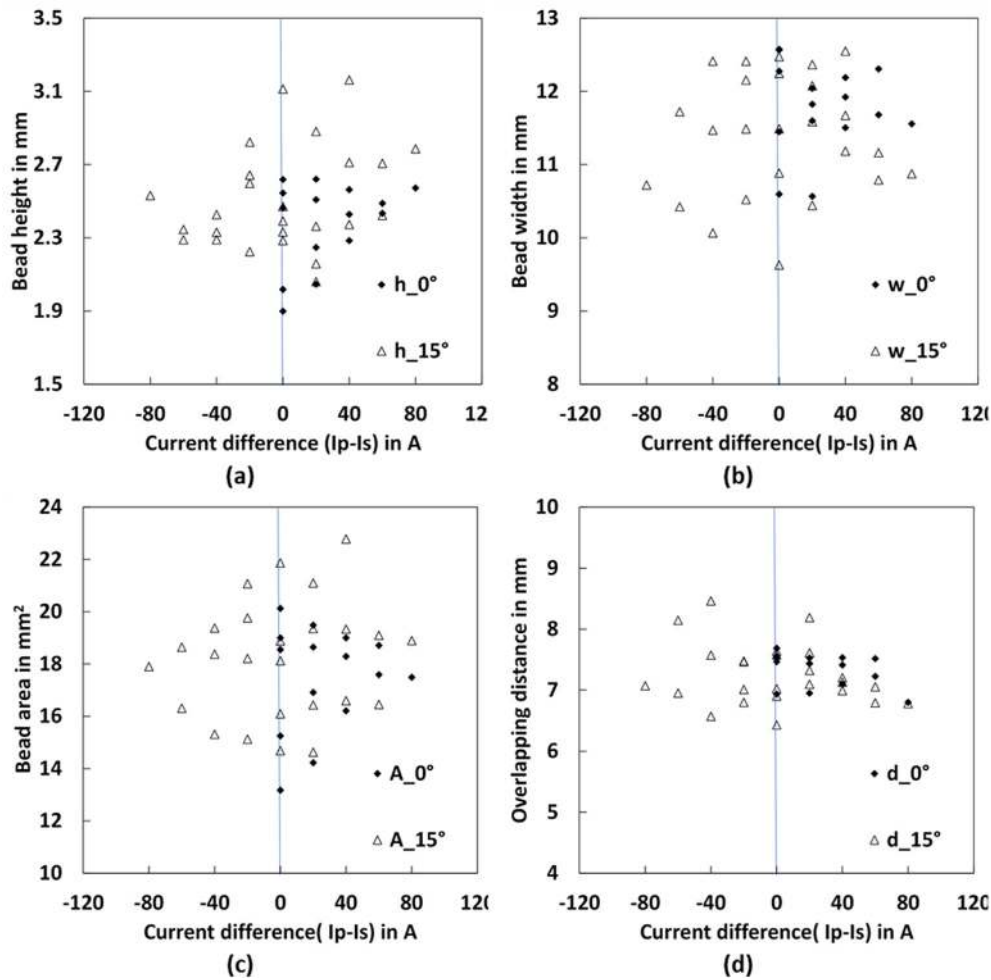 3.5
3.1
2.7
2.3
1.9
1.5
Bead height in mm
h_0°
h_15°
-120 -80 -40 0 40 80 12
Current difference (Ip-Is) in A
(a)
13
12
11
10
9
8
Bead width in mm
w_0°
w_15°
-120 -80 -40 0 40 80 120
Current difference( Ip-Is) in A
(b)
24
22
20
18
16
14
12
10
Bead area in mm²
A_0°
A_15°
-120 -80 -40 0 40 80 120
Current difference( Ip-Is) in A
(c)
10
9
8
7
6
5
4
Overlapping distance in mm
d_0°
d_15°
-120 -80 -40 0 40 80 120
Current difference( Ip-Is) in A
(d)